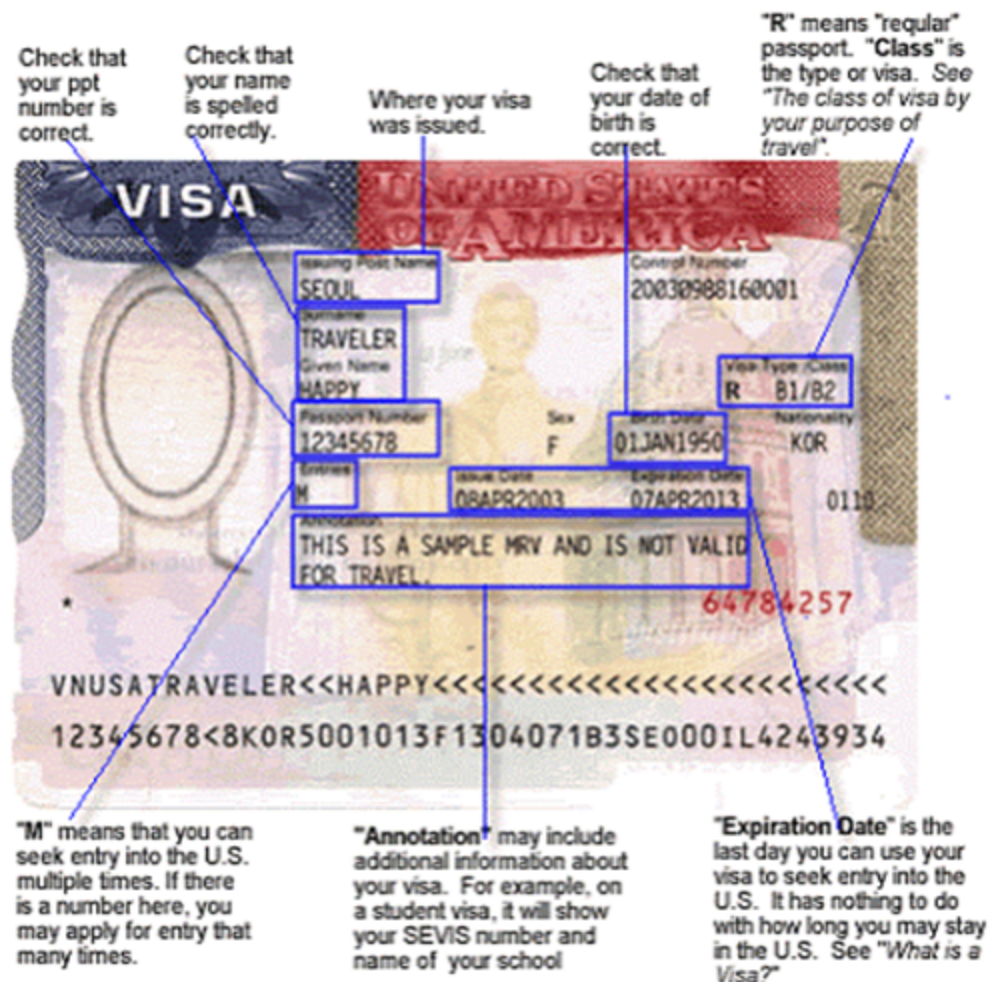 Check that
your ppt
number is
correct.
Check that
your name
is spelled
correctly.
Where your visa
was issued.
Check that
your date of
birth is
correct.
"R" means "reqular"
passport. "Class" is
the type or visa. See
"The class of visa by
your purpose of
travel".
VISA
UNITED STATES
OF AMERICA
Issuing Post Name
SEOUL
Control Number
20030988160001
Surname
TRAVELER
Given Name
HAPPY
Visa Type /Class
R B1/B2
Passport Number
12345678
Sex
F
Birth Date
01JAN1950
Nationality
KOR
Entries
M
Issue Date
08APR2003
Expiration Date
07APR2013
0110
Annotation
THIS IS A SAMPLE MRV AND IS NOT VALID
FOR TRAVEL.
*
64784257
VNUSATRAVELER<<HAPPY<<<<<<<<<<<<<<<<<<<<<<<<
12345678<8KOR5001013F1304071B3SE000IL4243934
"M" means that you can
seek entry into the U.S.
multiple times. If there
is a number here, you
may apply for entry that
many times.
"Annotation" may include
additional information about
your visa. For example, on
a student visa, it will show
your SEVIS number and
name of your school
"Expiration Date" is the
last day you can use your
visa to seek entry into the
U.S. It has nothing to do
with how long you may stay
in the U.S. See "What is a
Visa?"